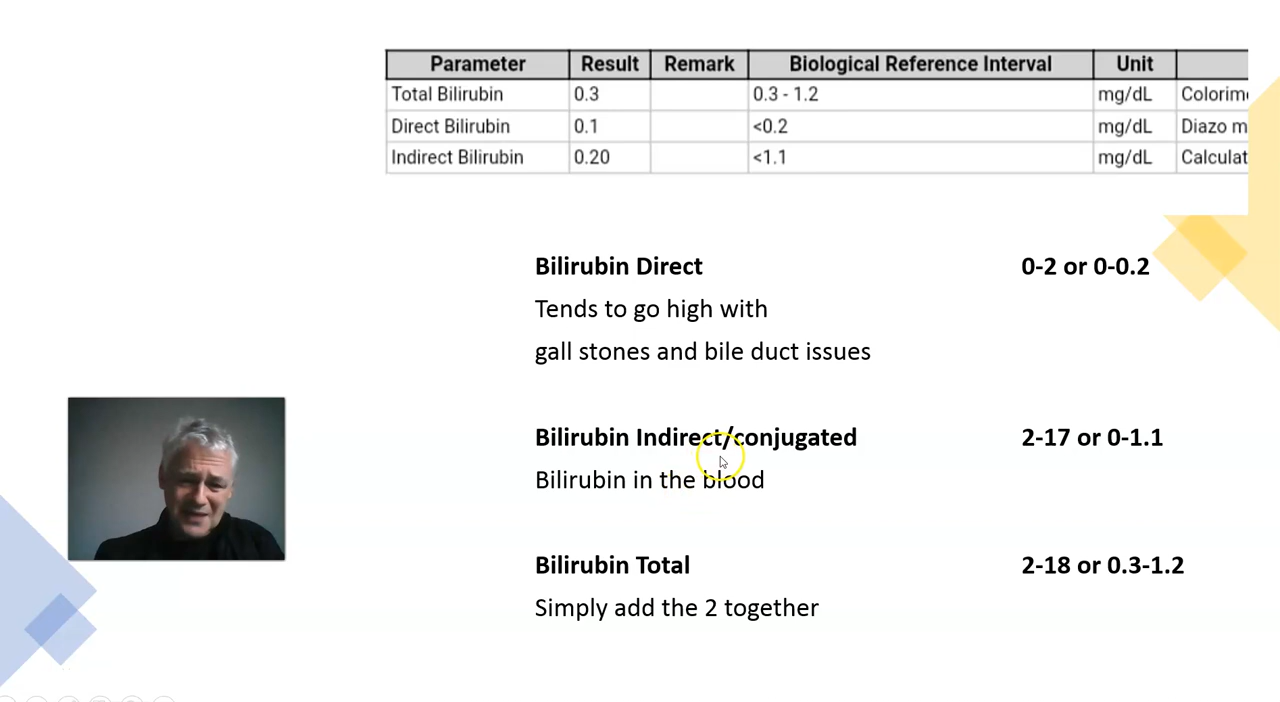 Parameter Result Remark Biological Reference Interval Unit
Total Bilirubin 0.3 0.3 - 1.2 mg/dL
Direct Bilirubin 0.1 <0.2 mg/dL Diazo
Indirect Bilirubin 0.20 <1.1 mg/dL
Bilirubin Direct 0-2 or 0-0.2
Tends to go high with
gall stones and bile duct issues
Bilirubin Indirect/conjugated 2-17 or 0-1.1
Bilirubin in the blood
Bilirubin Total 2-18 or 0.3-1.2
Simply add the 2 together